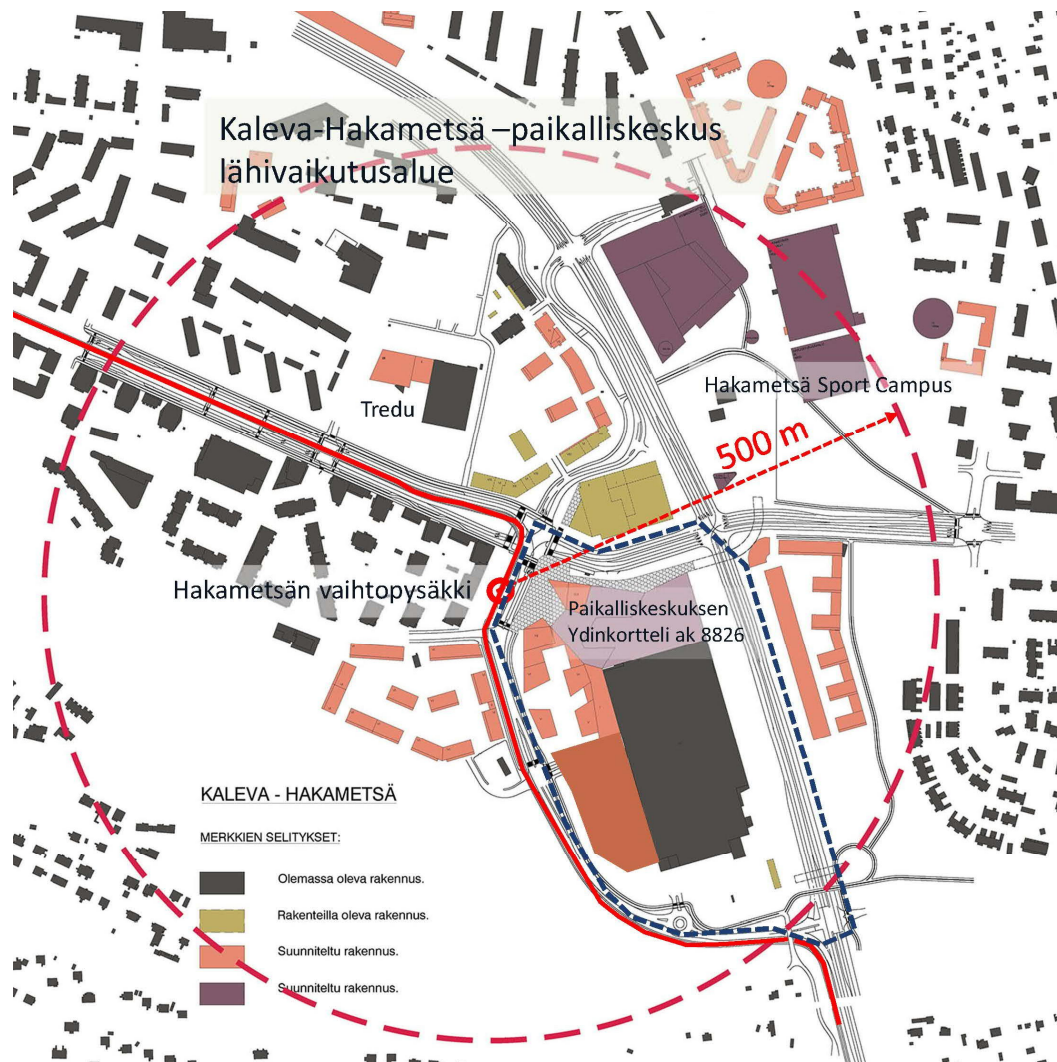 Kaleva-Hakametsä –paikalliskeskus
lähivaikutusalue
Hakametsä Sport Campus
Tredu
500 m
Hakametsän vaihtopysäkki
Paikalliskeskuksen
Ydinkortteli ak 8826
KALEVA - HAKAMETSÄ
MERKKIEN SELITYKSET:
Olemassa oleva rakennus.
Rakenteilla oleva rakennus.
Suunniteltu rakennus.
Suunniteltu rakennus.